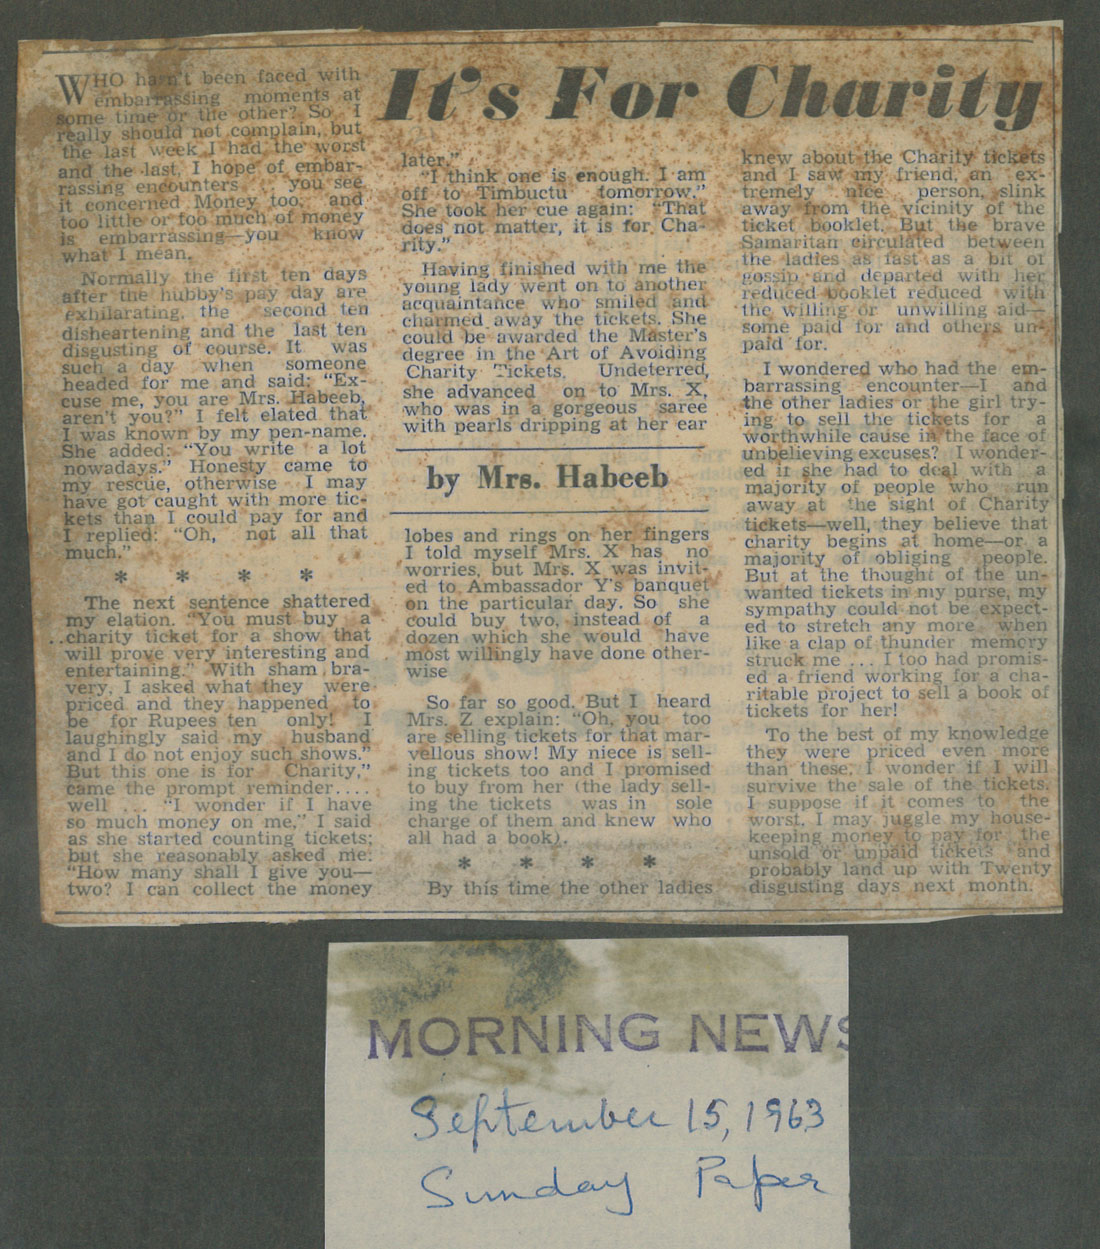 It's For Charity
WHO hasn't been faced with
embarrassing moments at
some time or the other? So I
really should not complain, but
the last week I had the worst
and the last, I hope of embar-
rassing encounters ... you see
it concerned Money too, and
too little or too much of money
is embarrassing—you know
what I mean.
Normally the first ten days
after the hubby's pay day are
exhilarating, the second ten
disheartening and the last ten
disgusting of course. It was
such a day when someone
headed for me and said: "Ex-
cuse me, you are Mrs. Habeeb,
aren't you?" I felt elated that
I was known by my pen-name.
She added: "You write a lot
nowadays." Honesty came to
my rescue, otherwise I may
have got caught with more tic-
kets than I could pay for and
I replied: "Oh, not all that
much."
* * * *
The next sentence shattered
my elation. "You must buy a
charity ticket for a show that
will prove very interesting and
entertaining." With sham bra-
very, I asked what they were
priced and they happened to
be for Rupees ten only! I
laughingly said my husband
and I do not enjoy such shows."
But this one is for Charity,"
came the prompt reminder....
well ... "I wonder if I have
so much money on me," I said
as she started counting tickets;
but she reasonably asked me:
"How many shall I give you—
two? I can collect the money
later."
"I think one is enough. I am
off to Timbuctu tomorrow."
She took her cue again: "That
does not matter, it is for Cha-
rity."
Having finished with me the
young lady went on to another
acquaintance who smiled and
charmed away the tickets. She
could be awarded the Master's
degree in the Art of Avoiding
Charity Tickets. Undeterred,
she advanced on to Mrs. X,
who was in a gorgeous saree
with pearls dripping at her ear
by Mrs. Habeeb
lobes and rings on her fingers
I told myself Mrs. X has no
worries, but Mrs. X was invit-
ed to Ambassador Y's banquet
on the particular day. So she
could buy two, instead of a
dozen which she would have
most willingly have done other-
wise
So far so good. But I heard
Mrs. Z explain: "Oh, you too
are selling tickets for that mar-
vellous show! My niece is sell-
ing tickets too and I promised
to buy from her (the lady sell-
ing the tickets was in sole
charge of them and knew who
all had a book).
* * * *
By this time the other ladies
knew about the Charity tickets
and I saw my friend, an ex-
tremely nice person, slink
away from the vicinity of the
ticket booklet. But the brave
Samaritan circulated between
the ladies as fast as a bit of
gossip and departed with her
reduced booklet reduced with
the willing or unwilling aid—
some paid for and others un-
paid for.
I wondered who had the em-
barrassing encounter—I and
the other ladies or the girl try-
ing to sell the tickets for a
worthwhile cause in the face of
unbelieving excuses? I wonder-
ed if she had to deal with a
majority of people who run
away at the sight of Charity
tickets—well, they believe that
charity begins at home—or a
majority of obliging people.
But at the thought of the un-
wanted tickets in my purse, my
sympathy could not be expect-
ed to stretch any more when
like a clap of thunder memory
struck me ... I too had promis-
ed a friend working for a cha-
ritable project to sell a book of
tickets for her!
To the best of my knowledge
they were priced even more
than these. I wonder if I will
survive the sale of the tickets.
I suppose if it comes to the
worst, I may juggle my house-
keeping money to pay for the
unsold or unpaid tickets and
probably land up with Twenty
disgusting days next month.
MORNING NEWS
September 15, 1963
Sunday Paper